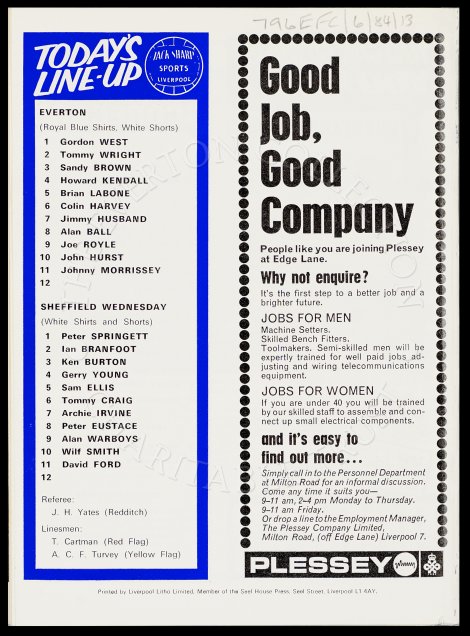 796EFC/6/84/13
TODAY'S
LINE-UP
JACK SHARP
SPORTS
LIVERPOOL
EVERTON
(Royal Blue Shirts, White Shorts)
1 Gordon WEST
2 Tommy WRIGHT
3 Sandy BROWN
4 Howard KENDALL
5 Brian LABONE
6 Colin HARVEY
7 Jimmy HUSBAND
8 Alan BALL
9 Joe ROYLE
10 John HURST
11 Johnny MORRISSEY
12
SHEFFIELD WEDNESDAY
(White Shirts and Shorts)
1 Peter SPRINGETT
2 Ian BRANFOOT
3 Ken BURTON
4 Gerry YOUNG
5 Sam ELLIS
6 Tommy CRAIG
7 Archie IRVINE
8 Peter EUSTACE
9 Alan WARBOYS
10 Wilf SMITH
11 David FORD
12
Referee:
J. H. Yates (Redditch)
Linesmen:
T. Cartman (Red Flag)
A. C. F. Turvey (Yellow Flag)
Good
Job,
Good
Company
People like you are joining Plessey
at Edge Lane.
Why not enquire?
It's the first step to a better job and a
brighter future.
JOBS FOR MEN
Machine Setters.
Skilled Bench Fitters.
Toolmakers. Semi-skilled men will be
expertly trained for well paid jobs ad-
justing and wiring telecommunications
equipment.
JOBS FOR WOMEN
If you are under 40 you will be trained
by our skilled staff to assemble and con-
nect up small electrical components.
and it's easy to
find out more...
Simply call in to the Personnel Department
at Milton Road for an informal discussion.
Come any time it suits you—
9-11 am, 2-4 pm Monday to Thursday.
9-11 am Friday.
Or drop a line to the Employment Manager,
The Plessey Company Limited,
Milton Road, (off Edge Lane) Liverpool 7.
PLESSEY
Printed by Liverpool Litho Limited, Member of the Seel House Press, Seel Street, Liverpool L1 4AY.